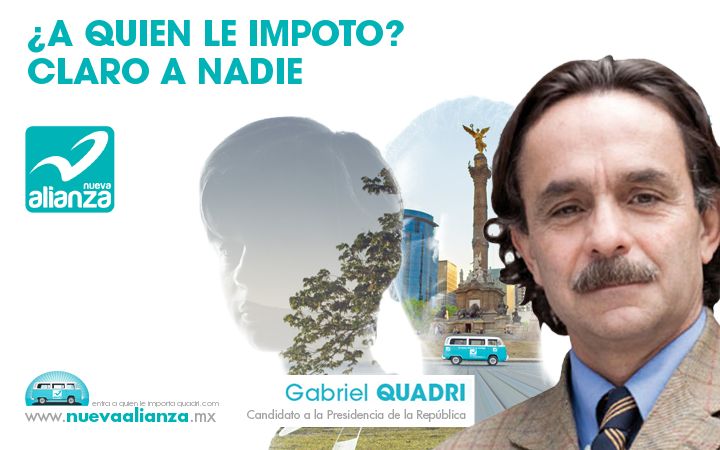 ¿A QUIEN LE IMPOTO?
CLARO A NADIE
nueva
alianza
entra a quien le importa quadri.com
www.nuevaalianza.mx
Gabriel QUADRI
Candidato a la Presidencia de la República